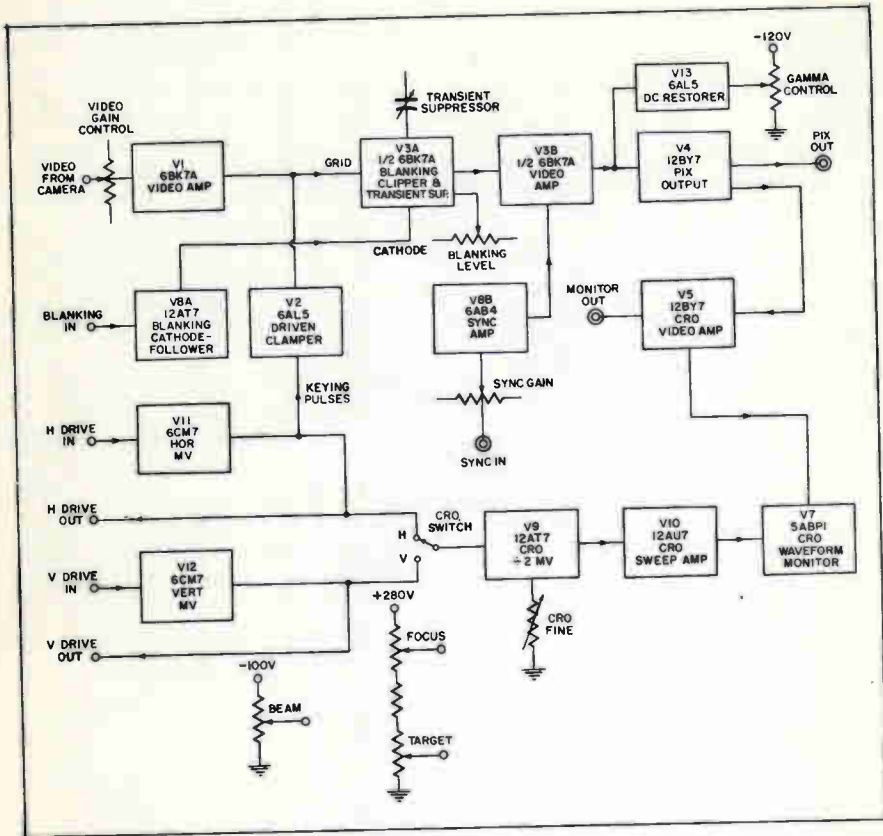 VIDEO
GAIN
CONTROL
VIDEO
FROM
CAMERA
V1
6BK7A
VIDEO AMP
TRANSIENT
SUPPRESSOR
GRID
V3A
1/2 6BK7A
BLANKING
CLIPPER &
TRANSIENT SUP.
CATHODE
BLANKING
LEVEL
V3B
1/2 6BK7A
VIDEO
AMP
V13
6AL5
DC RESTORER
-120V
GAMMA
CONTROL
V4
12BY7
PIX
OUTPUT
PIX
OUT
BLANKING
IN
V8A
12AT7
BLANKING
CATHODE-
FOLLOWER
V2
6AL5
DRIVEN
CLAMPER
KEYING
PULSES
V8B
6AB4
SYNC
AMP
SYNC GAIN
SYNC IN
MONITOR
OUT
V5
12BY7
CRO
VIDEO AMP
H DRIVE
IN
V11
6CM7
HOR
MV
H DRIVE
OUT
V DRIVE
IN
V12
6CM7
VERT
MV
V DRIVE
OUT
CRO
SWITCH
H
V
V9
12AT7
CRO
÷2 MV
CRO
FINE
V10
12AU7
CRO
SWEEP AMP
V7
5ABP1
CRO
WAVEFORM
MONITOR
-100V
BEAM
+280V
FOCUS
TARGET